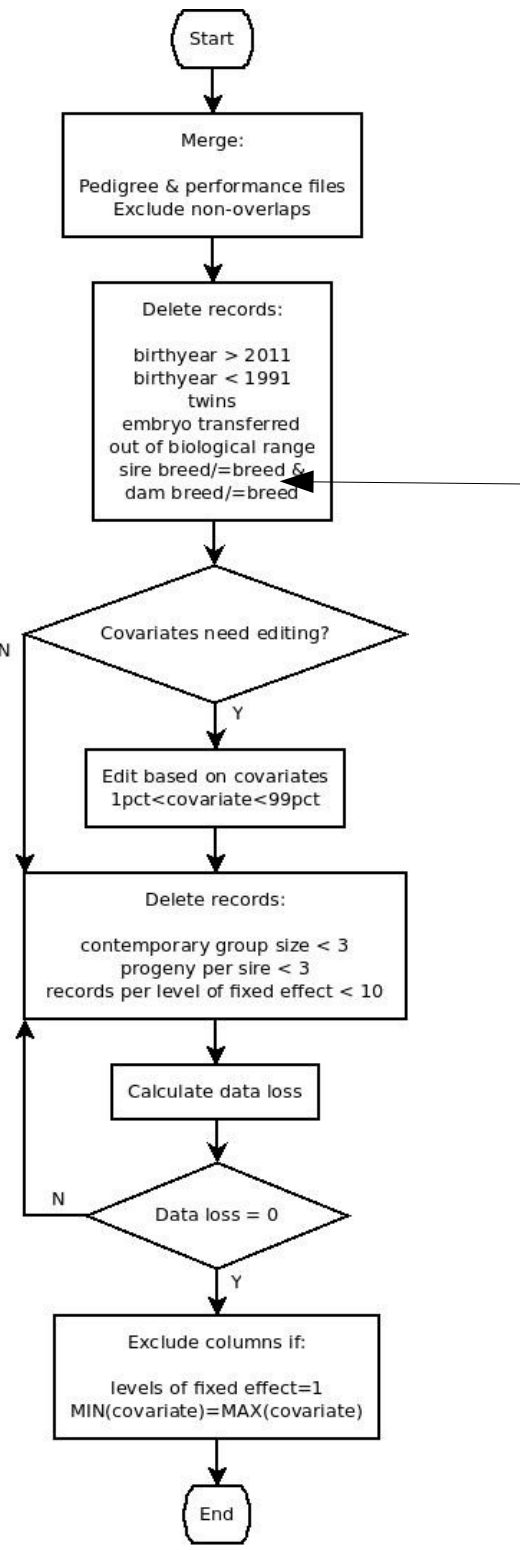 Start
Merge:
Pedigree & performance files
Exclude non-overlaps
Delete records:
birthyear > 2011
birthyear < 1991
twins
embryo transferred
out of biological range
sire breed/=breed &
dam breed/=breed
Covariates need editing?
N
Y
Edit based on covariates
1pct<covariate<99pct
Delete records:
contemporary group size < 3
progeny per sire < 3
records per level of fixed effect < 10
Calculate data loss
Data loss = 0
N
Y
Exclude columns if:
levels of fixed effect=1
MIN(covariate)=MAX(covariate)
End